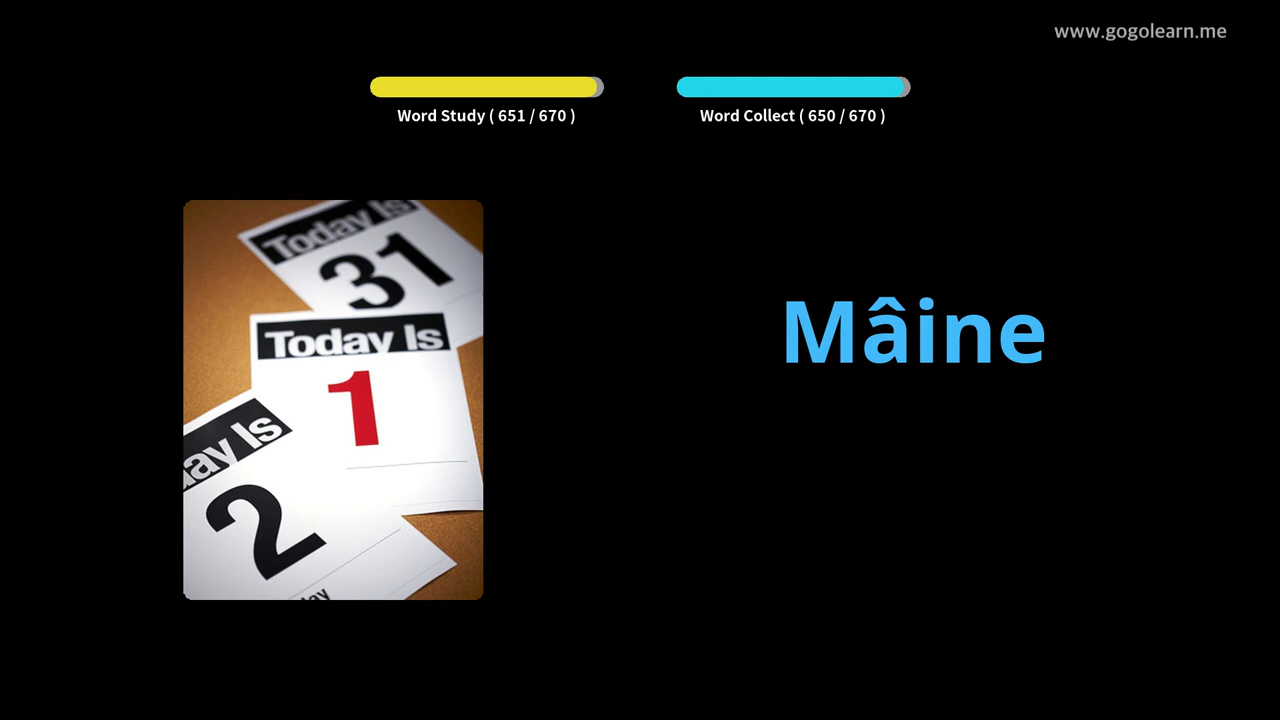 www.gogolearn.me
Word Study ( 651 / 670 )
Word Collect ( 650 / 670 )
Today Is
31
Today Is
1
ay Is
2
ay
Mâine